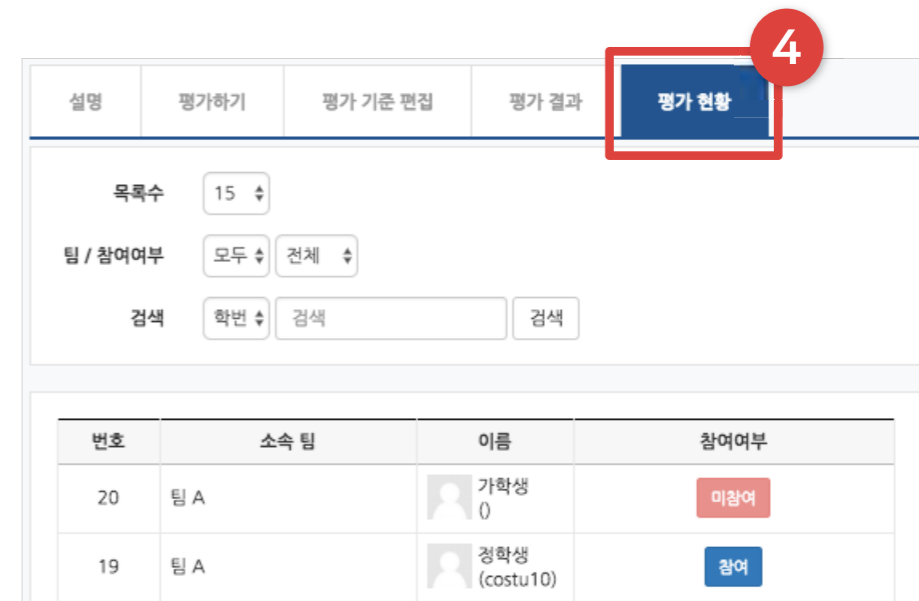 4
설명 평가하기 평가 기준 편집 평가 결과 평가 현황
목록수 15
팀 / 참여여부 모두 전체
검색 학번 검색 검색
번호 소속 팀 이름 참여여부
20 팀 A 가학생 미참여
()
19 팀 A 정학생 참여
(costu10)